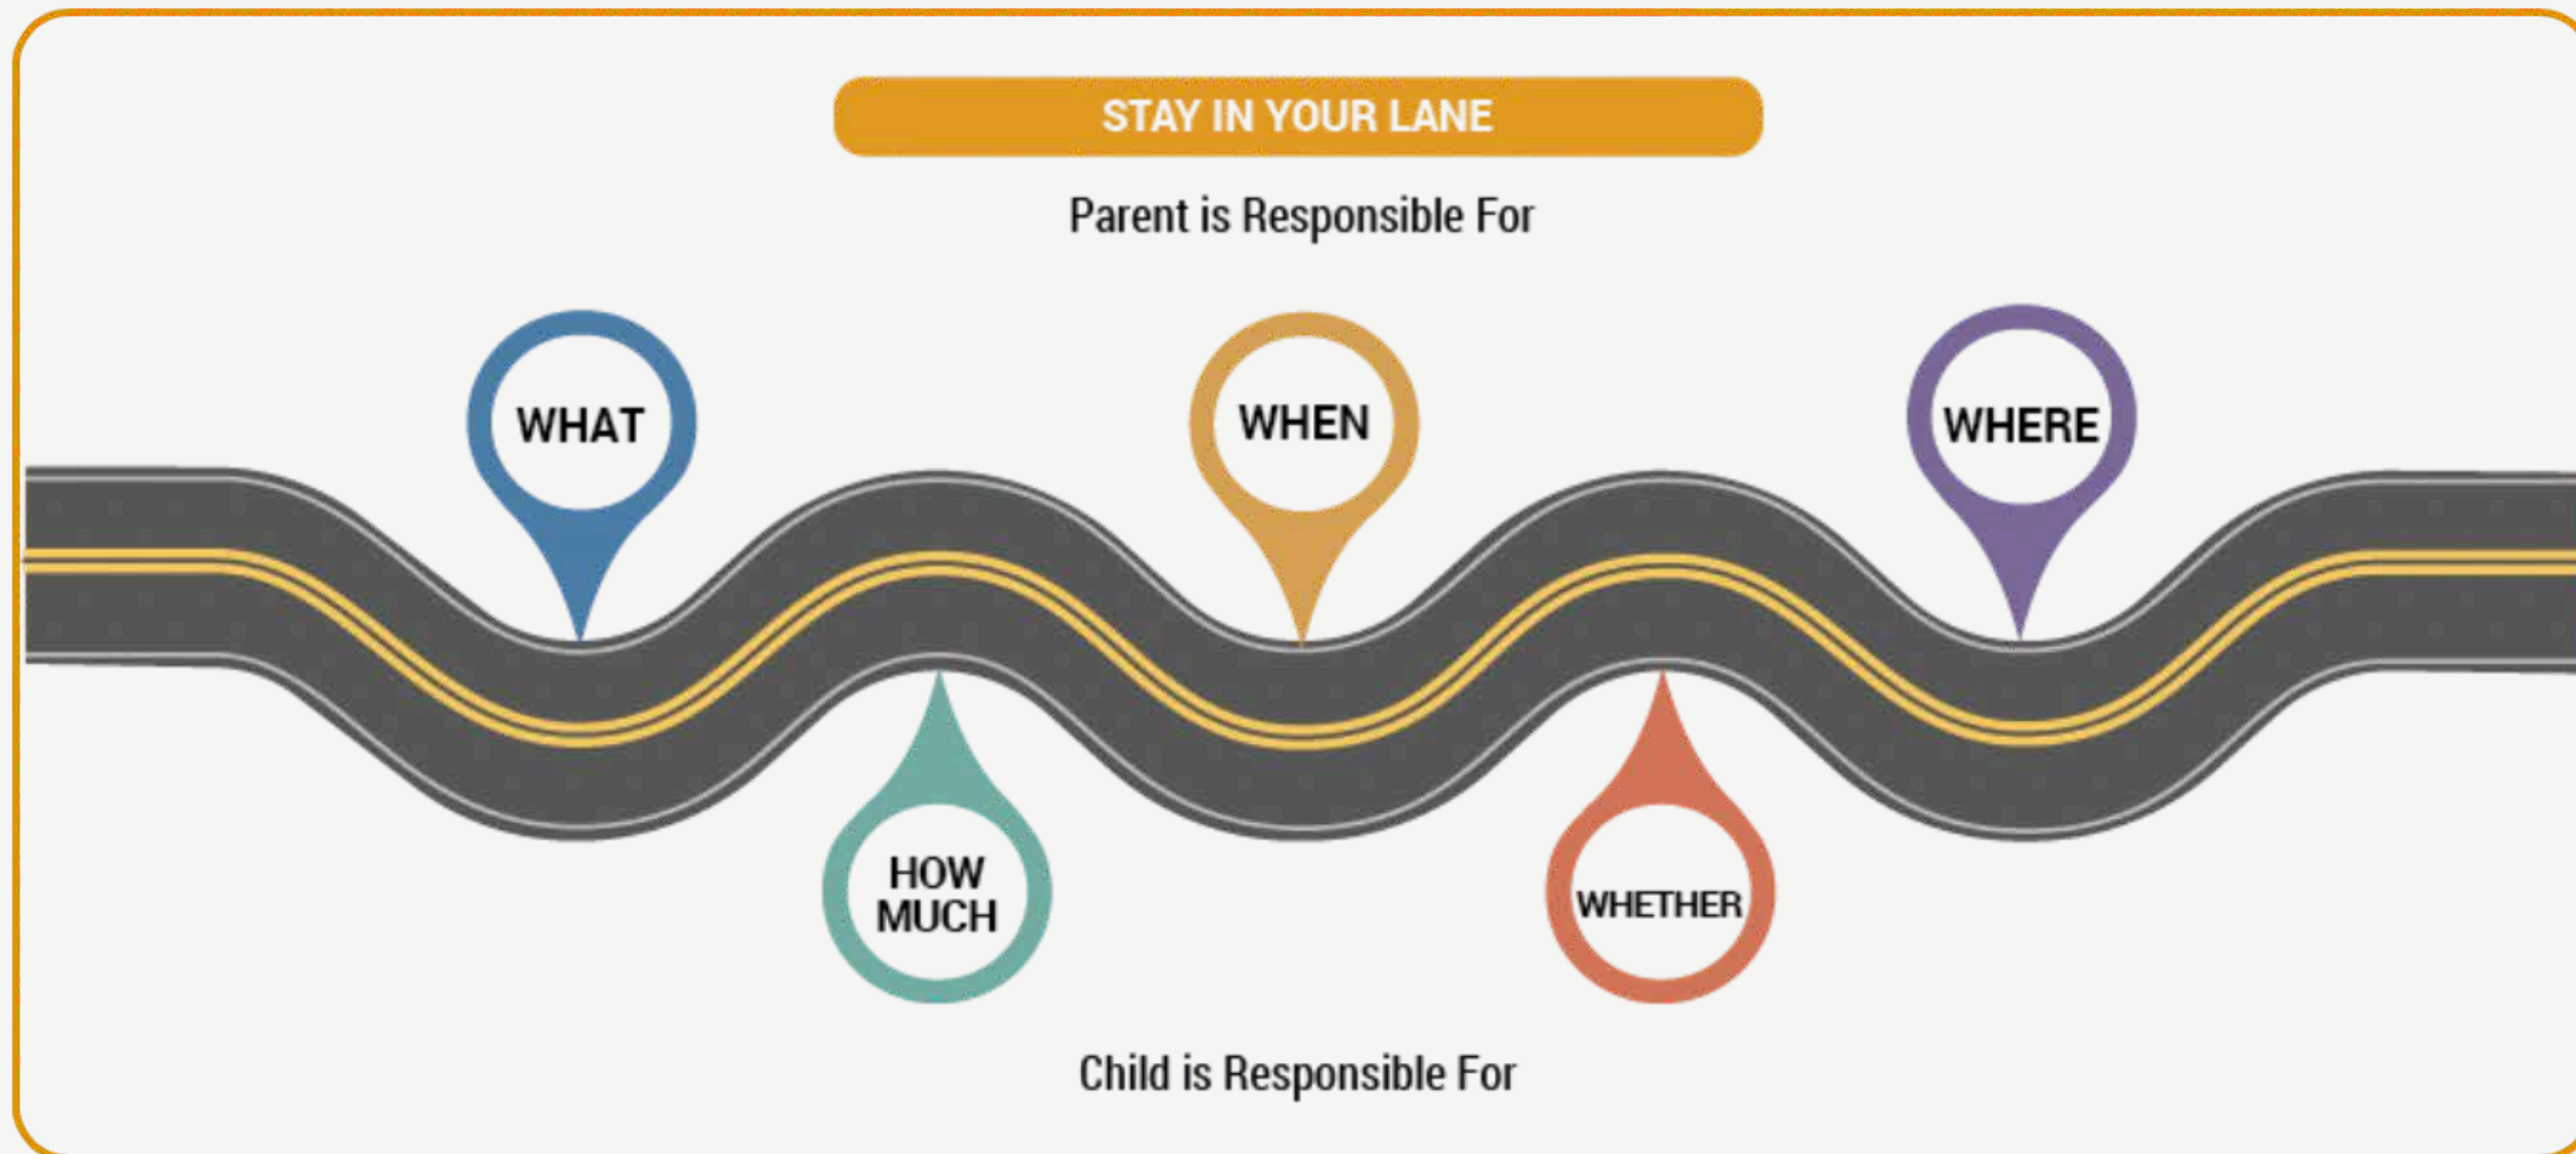 STAY IN YOUR LANE
Parent is Responsible For
WHAT
WHEN
WHERE
HOW
MUCH
WHETHER
Child is Responsible For